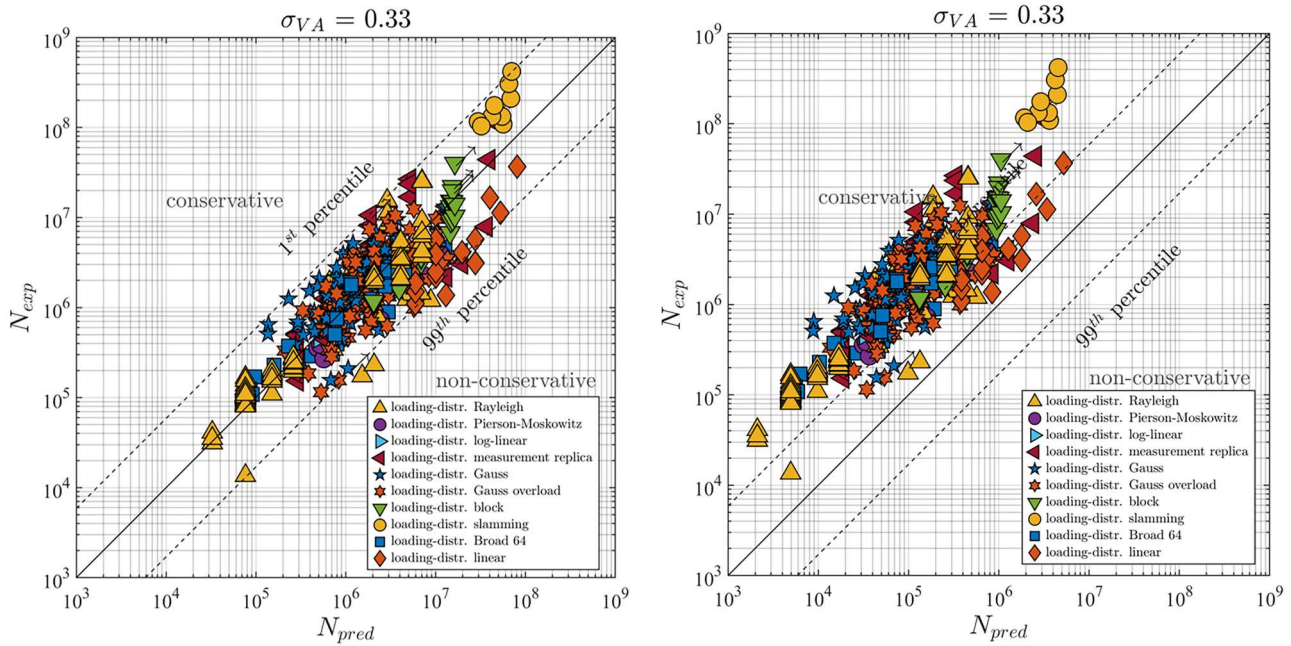 σ_VA = 0.33
10^9
10^8
10^7
10^6
10^5
10^4
10^3
N_exp
conservative
1^st percentile
99^th percentile
non-conservative
loading-distr. Rayleigh
loading-distr. Pierson-Moskowitz
loading-distr. log-linear
loading-distr. measurement replica
loading-distr. Gauss
loading-distr. Gauss overload
loading-distr. block
loading-distr. slamming
loading-distr. Broad 64
loading-distr. linear
10^3 10^4 10^5 10^6 10^7 10^8 10^9
N_pred
σ_VA = 0.33
10^9
10^8
10^7
10^6
10^5
10^4
10^3
N_exp
conservative
99^th percentile
non-conservative
loading-distr. Rayleigh
loading-distr. Pierson-Moskowitz
loading-distr. log-linear
loading-distr. measurement replica
loading-distr. Gauss
loading-distr. Gauss overload
loading-distr. block
loading-distr. slamming
loading-distr. Broad 64
loading-distr. linear
10^3 10^4 10^5 10^6 10^7 10^8 10^9
N_pred